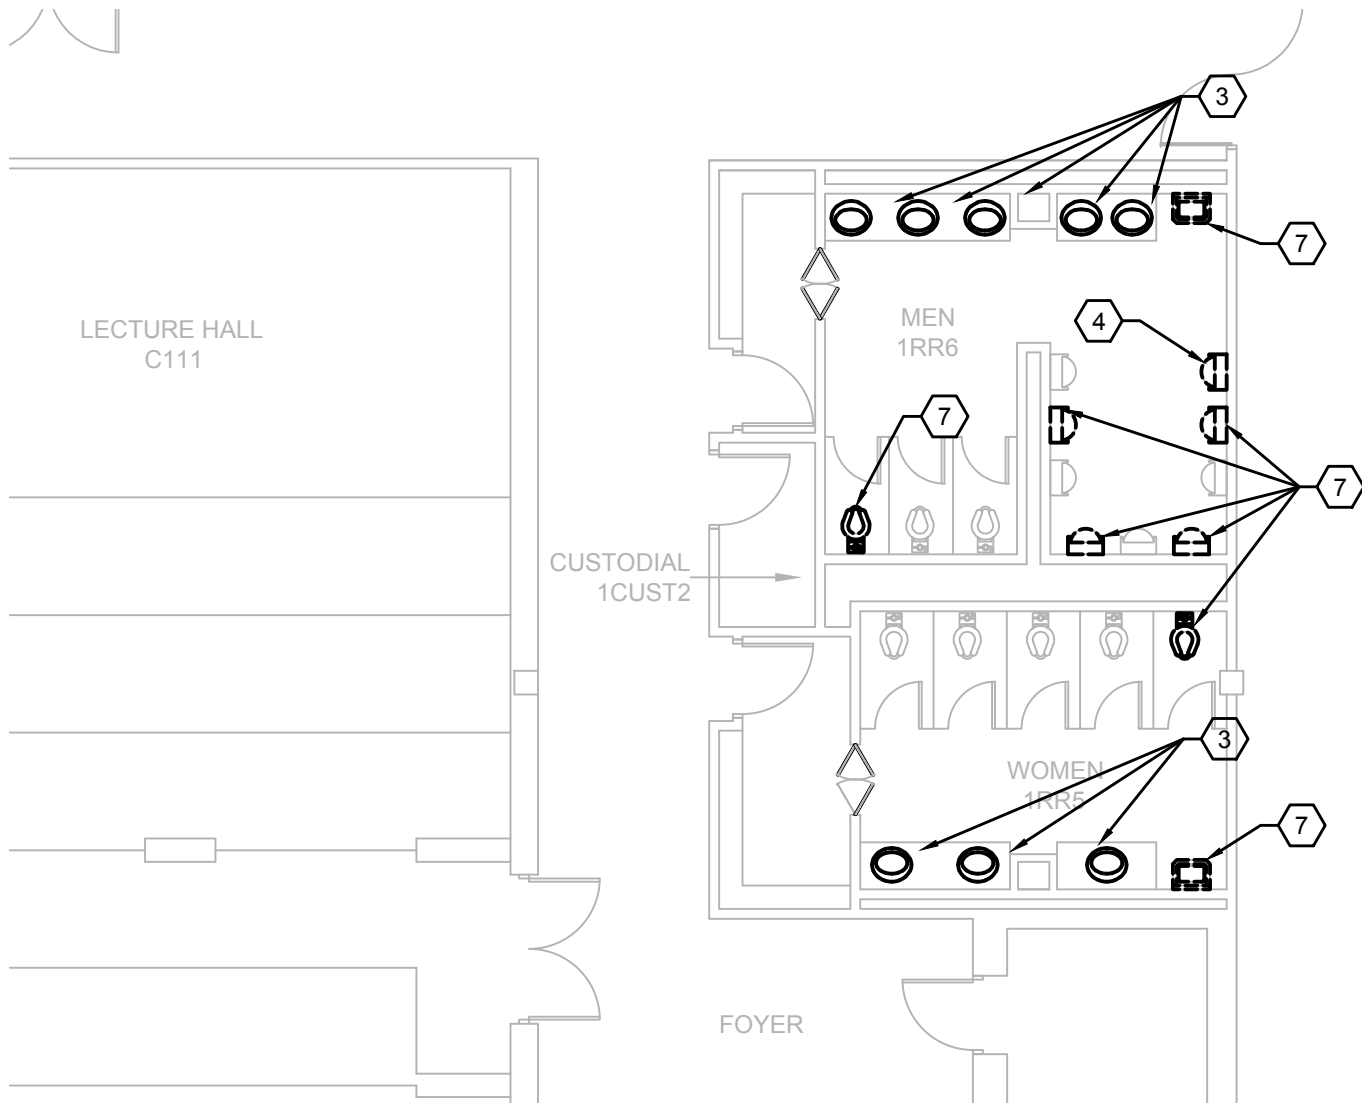 3
7
LECTURE HALL
C111
MEN
1RR6
4
7
7
CUSTODIAL
1CUST2
3
WOMEN
1RR5
7
FOYER